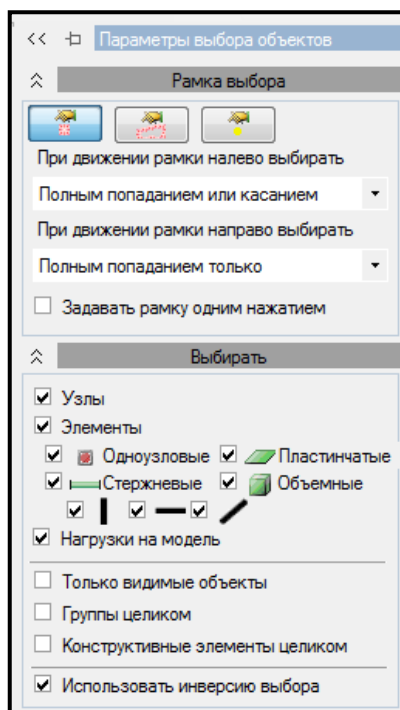 Параметры выбора объектов
Рамка выбора
При движении рамки налево выбирать
Полным попаданием или касанием
При движении рамки направо выбирать
Полным попаданием только
Задавать рамку одним нажатием
Выбирать
Узлы
Элементы
Одноузловые Пластинчатые
Стержневые Объемные
Нагрузки на модель
Только видимые объекты
Группы целиком
Конструктивные элементы целиком
Использовать инверсию выбора